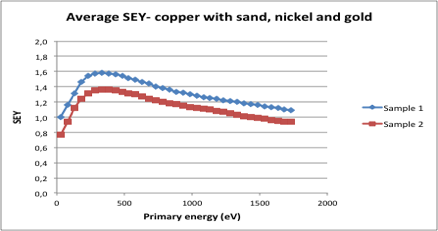 Average SEY- copper with sand, nickel and gold
2,0
1,8
1,6
1,4
1,2
1,0
0,8
0,6
0,4
0,2
0,0
SEY
0 500 1000 1500 2000
Primary energy (eV)
Sample 1
Sample 2